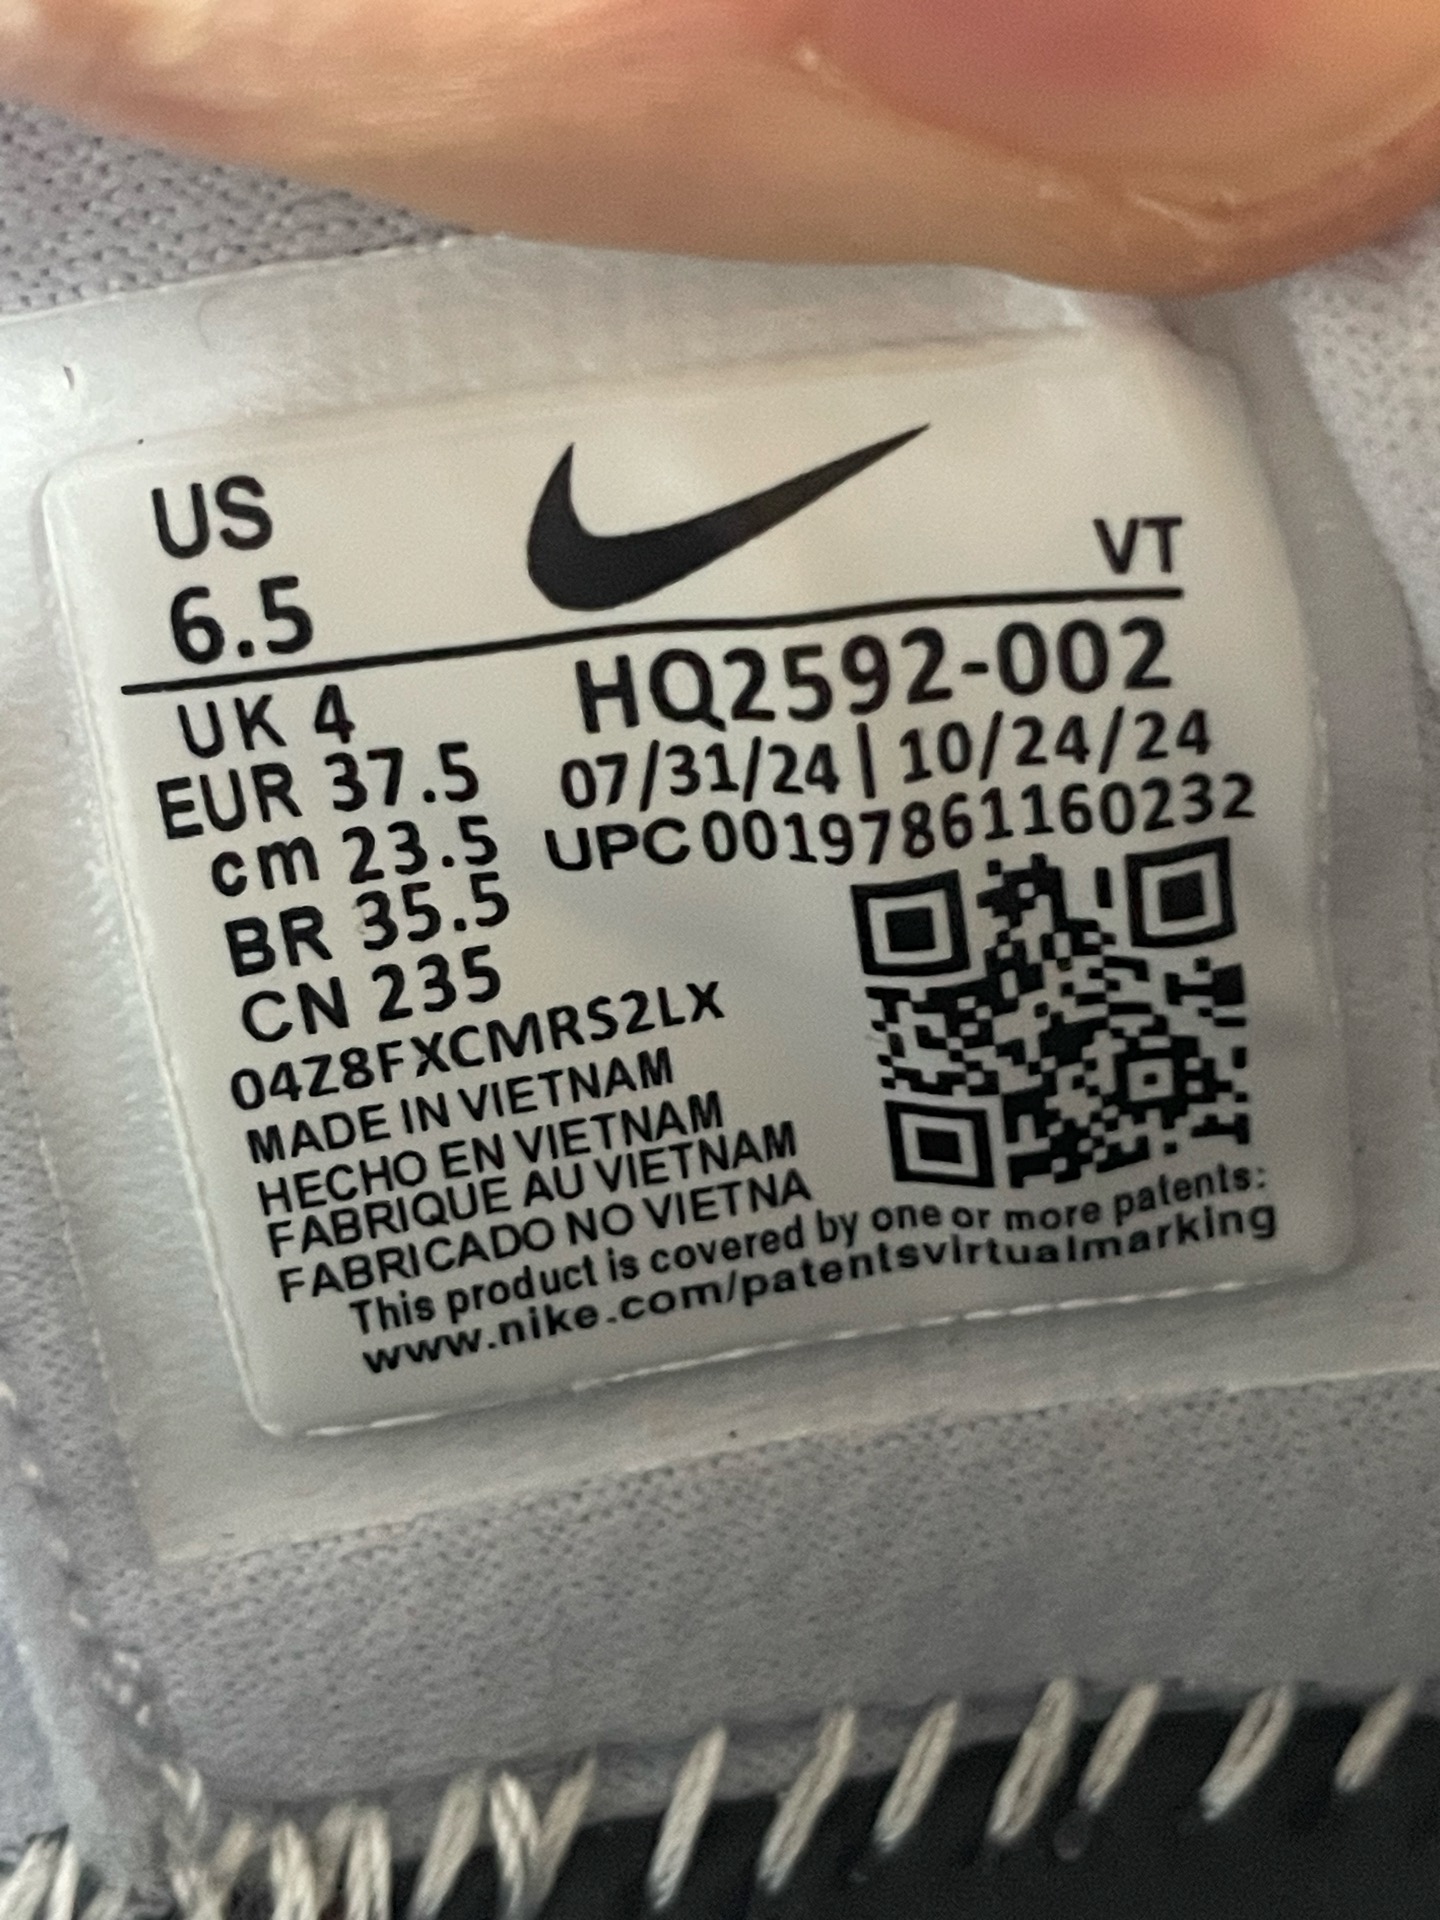 US
6.5
VT
UK 4
EUR 37.5
cm 23.5
BR 35.5
CN 235
HQ2592-002
07/31/24 | 10/24/24
UPC 00197861160232
04Z8FXCMRS2LX
MADE IN VIETNAM
HECHO EN VIETNAM
FABRIQUE AU VIETNAM
FABRICADO NO VIETNA
This product is covered by one or more patents:
www.nike.com/patentsvirtualmarking